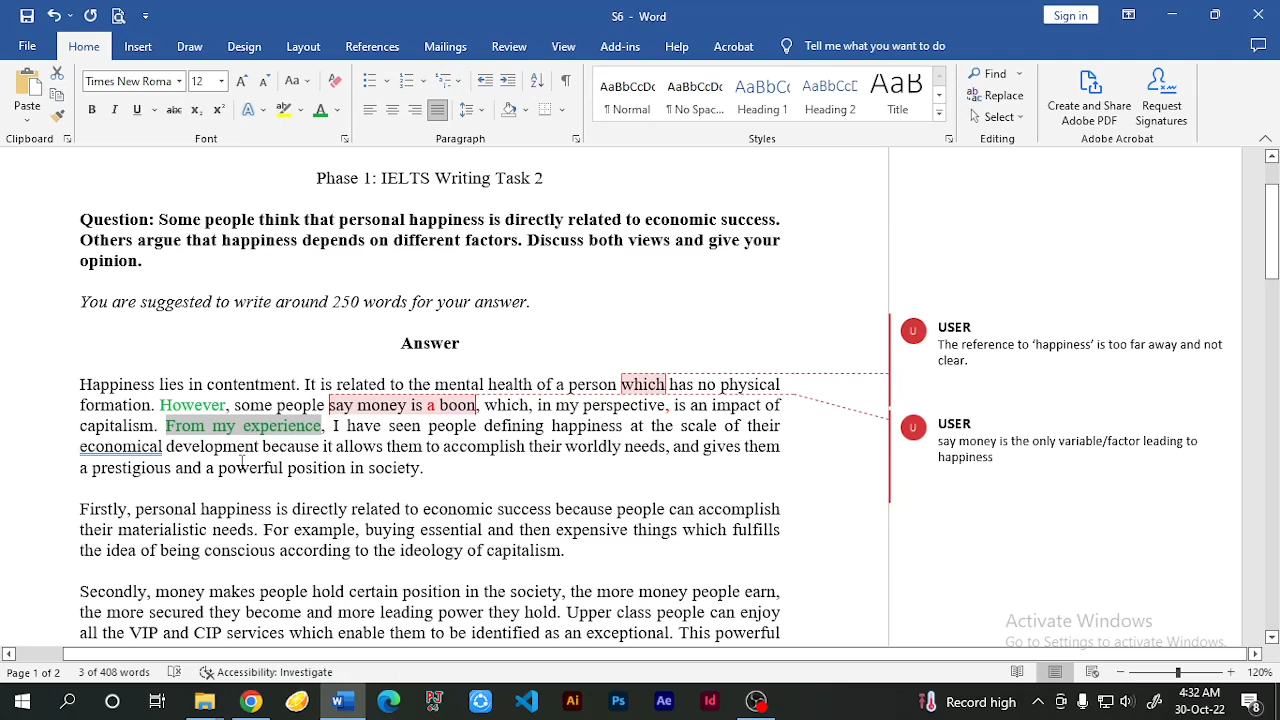 S6 - Word
Sign in
File Home Insert Draw Design Layout References Mailings Review View Add-ins Help Acrobat Tell me what you want to do
Paste
Times New Roma 12
Aa
B I U abc x₂ x²
AaBbCcDc AaBbCcDc AaBbCc AaBbCcD AaB
¶ Normal ¶ No Spac... Heading 1 Heading 2 Title
Find
Replace
Select
Create and Share
Adobe PDF
Request
Signatures
Clipboard Font Paragraph Styles Editing Adobe Acrobat
Phase 1: IELTS Writing Task 2
Question: Some people think that personal happiness is directly related to economic success.
Others argue that happiness depends on different factors. Discuss both views and give your
opinion.
You are suggested to write around 250 words for your answer.
Answer
Happiness lies in contentment. It is related to the mental health of a person which has no physical
formation. However, some people say money is a boon, which, in my perspective, is an impact of
capitalism. From my experience, I have seen people defining happiness at the scale of their
economical development because it allows them to accomplish their worldly needs, and gives them
a prestigious and a powerful position in society.
Firstly, personal happiness is directly related to economic success because people can accomplish
their materialistic needs. For example, buying essential and then expensive things which fulfills
the idea of being conscious according to the ideology of capitalism.
Secondly, money makes people hold certain position in the society, the more money people earn,
the more secured they become and more leading power they hold. Upper class people can enjoy
all the VIP and CIP services which enable them to be identified as an exceptional. This powerful
U
USER
The reference to ‘happiness’ is too far away and not
clear.
U
USER
say money is the only variable/factor leading to
happiness
Activate Windows
Go to Settings to activate Windows.
Page 1 of 2 3 of 408 words Accessibility: Investigate 120%
Record high
4:32 AM
30-Oct-22
8